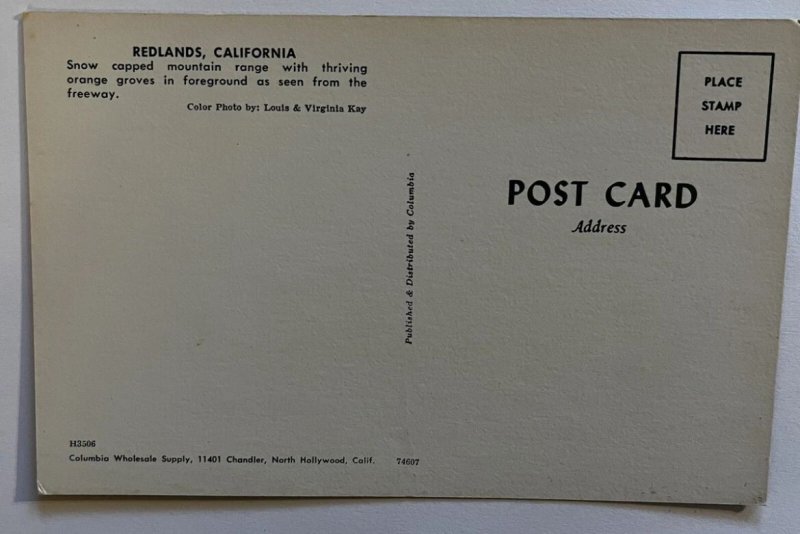 REDLANDS, CALIFORNIA
Snow capped mountain range with thriving
orange groves in foreground as seen from the
freeway.
Color Photo by: Louis & Virginia Kay
PLACE
STAMP
HERE
POST CARD
Address
Published & Distributed by Columbia
H3506
Columbia Wholesale Supply, 11401 Chandler, North Hollywood, Calif. 74607